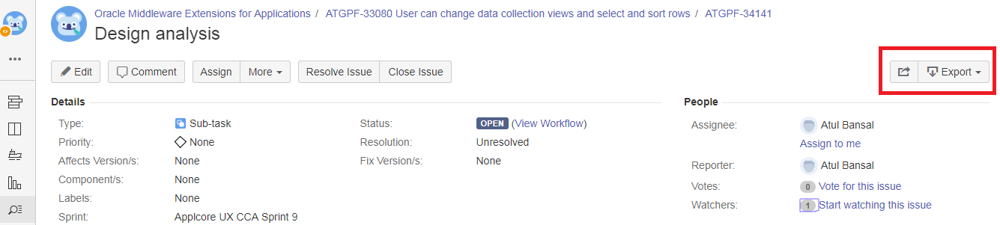 Oracle Middleware Extensions for Applications / ATGPF-33080 User can change data collection views and select and sort rows / ATGPF-34141
Design analysis
Edit Comment Assign More Resolve Issue Close Issue Export
Details People
Type: Sub-task Status: OPEN (View Workflow) Assignee: Atul Bansal
Priority: None Resolution: Unresolved Assign to me
Affects Version/s: None Fix Version/s: None Reporter: Atul Bansal
Component/s: None Votes: 0 Vote for this issue
Labels: None Watchers: 1 Start watching this issue
Sprint: Applcore UX CCA Sprint 9